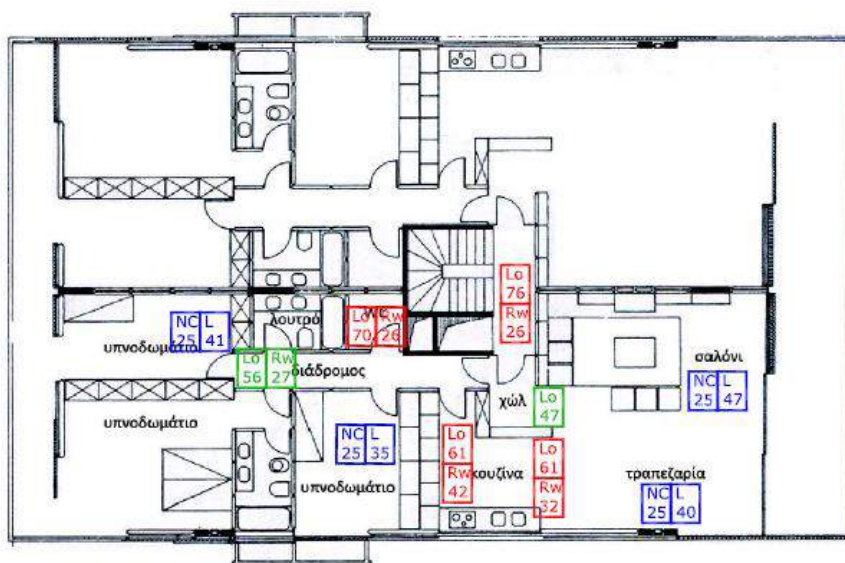 Lo
76
Rw
26
NC L
25 41
λουτρό
WC
Lo Rw
70 26
υπνοδωμάτιο
Lo Rw
56 27
διάδρομος
σαλόνι
NC L
25 47
υπνοδωμάτιο
χώλ
Lo
47
NC L
25 35
υπνοδωμάτιο
Lo
61
Rw
42
κουζίνα
Lo
61
Rw
32
τραπεζαρία
NC L
25 40